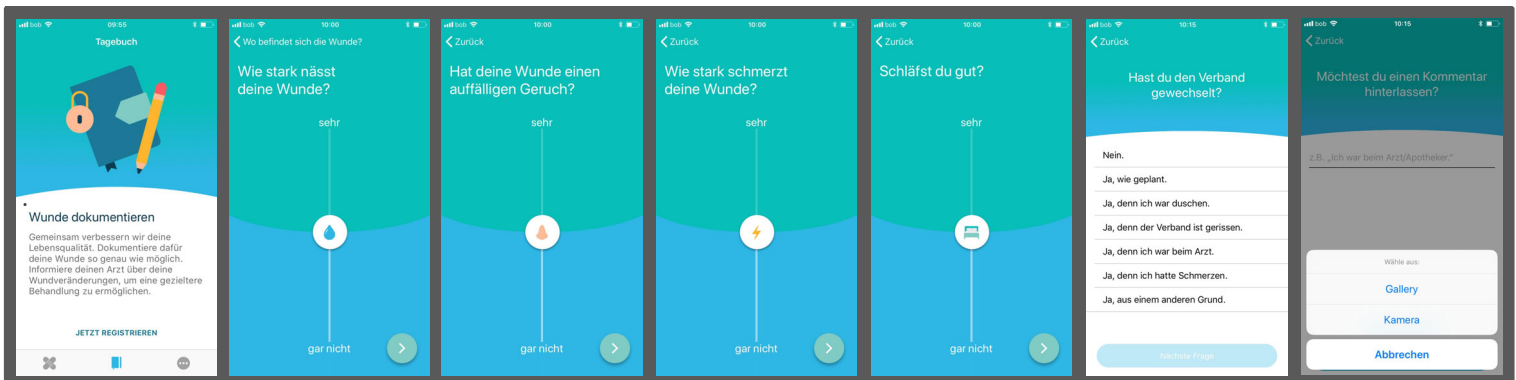 bob 09:55
Tagebuch
Wunde dokumentieren
Gemeinsam verbessern wir deine
Lebensqualität. Dokumentiere dafür
deine Wunde so genau wie möglich.
Informiere deinen Arzt über deine
Wundveränderungen, um eine gezieltere
Behandlung zu ermöglichen.
JETZT REGISTRIEREN
bob 10:00
Wo befindet sich die Wunde?
Wie stark nässt
deine Wunde?
sehr
gar nicht
bob 10:00
Zurück
Hat deine Wunde einen
auffälligen Geruch?
sehr
gar nicht
bob 10:00
Zurück
Wie stark schmerzt
deine Wunde?
sehr
gar nicht
bob 10:00
Zurück
Schläfst du gut?
sehr
gar nicht
bob 10:15
Zurück
Hast du den Verband
gewechselt?
Nein.
Ja, wie geplant.
Ja, denn ich war duschen.
Ja, denn der Verband ist gerissen.
Ja, denn ich war beim Arzt.
Ja, denn ich hatte Schmerzen.
Ja, aus einem anderen Grund.
Nächste Frage
bob 10:15
Zurück
Möchtest du einen Kommentar
hinterlassen?
z.B. „Ich war beim Arzt/Apotheker."
Wähle aus:
Gallery
Kamera
Abbrechen